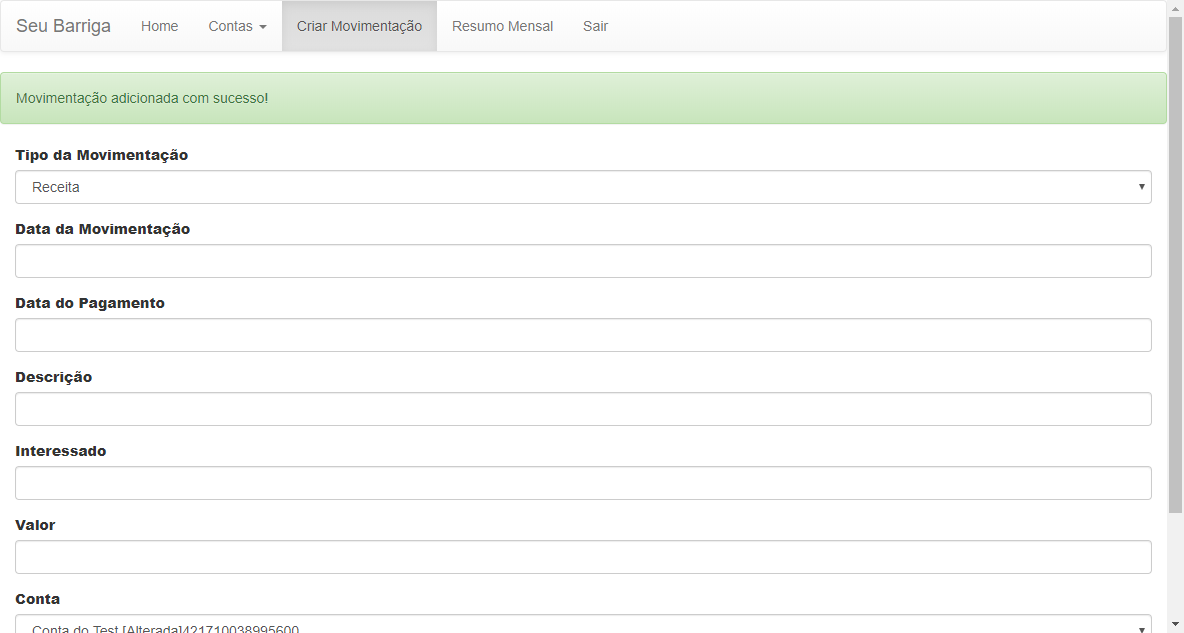 Seu Barriga Home Contas Criar Movimentação Resumo Mensal Sair
Movimentação adicionada com sucesso!
Tipo da Movimentação
Receita
Data da Movimentação
Data do Pagamento
Descrição
Interessado
Valor
Conta
Conta do Test [Alterada]421710038995600